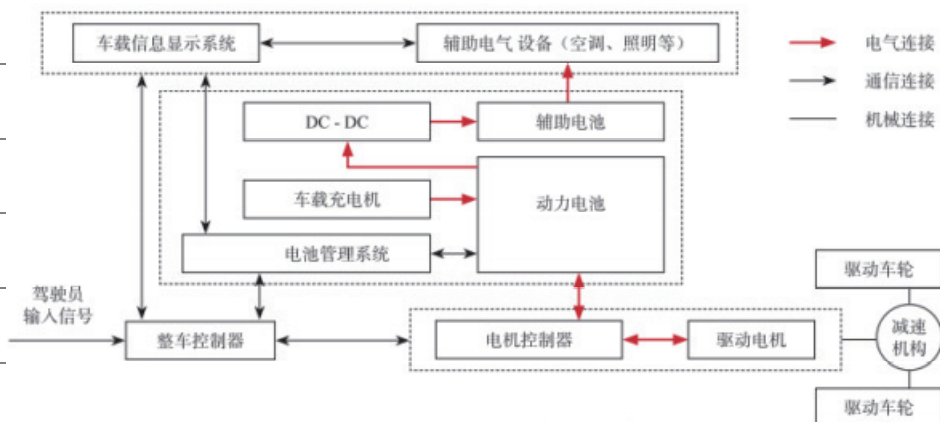 车载信息显示系统
辅助电气设备（空调、照明等）
电气连接
通信连接
机械连接
DC - DC
辅助电池
车载充电机
动力电池
电池管理系统
驾驶员
输入信号
整车控制器
电机控制器
驱动电机
驱动车轮
减速
机构
驱动车轮